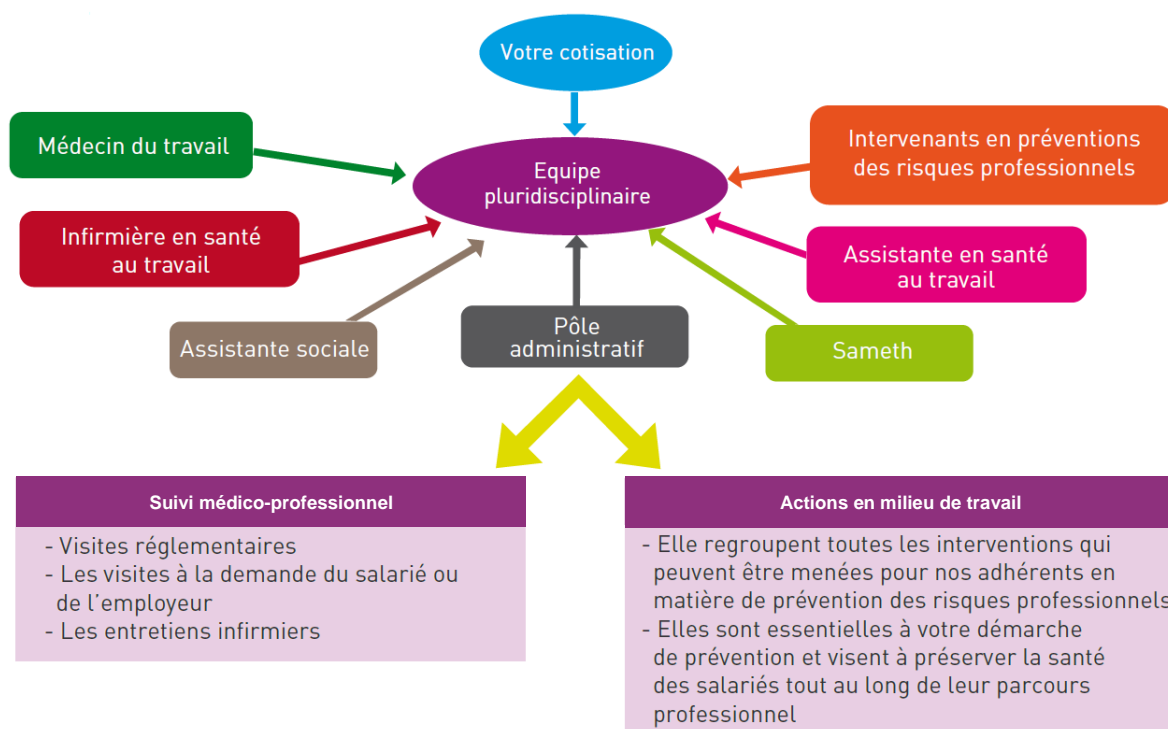 Votre cotisation
Médecin du travail
Intervenants en préventions
des risques professionnels
Equipe
pluridisciplinaire
Infirmière en santé
au travail
Assistante en santé
au travail
Assistante sociale
Pôle
administratif
Sameth
Suivi médico-professionnel
- Visites réglementaires
- Les visites à la demande du salarié ou
de l'employeur
- Les entretiens infirmiers
Actions en milieu de travail
- Elle regroupent toutes les interventions qui
peuvent être menées pour nos adhérents en
matière de prévention des risques professionnels
- Elles sont essentielles à votre démarche
de prévention et visent à préserver la santé
des salariés tout au long de leur parcours
professionnel